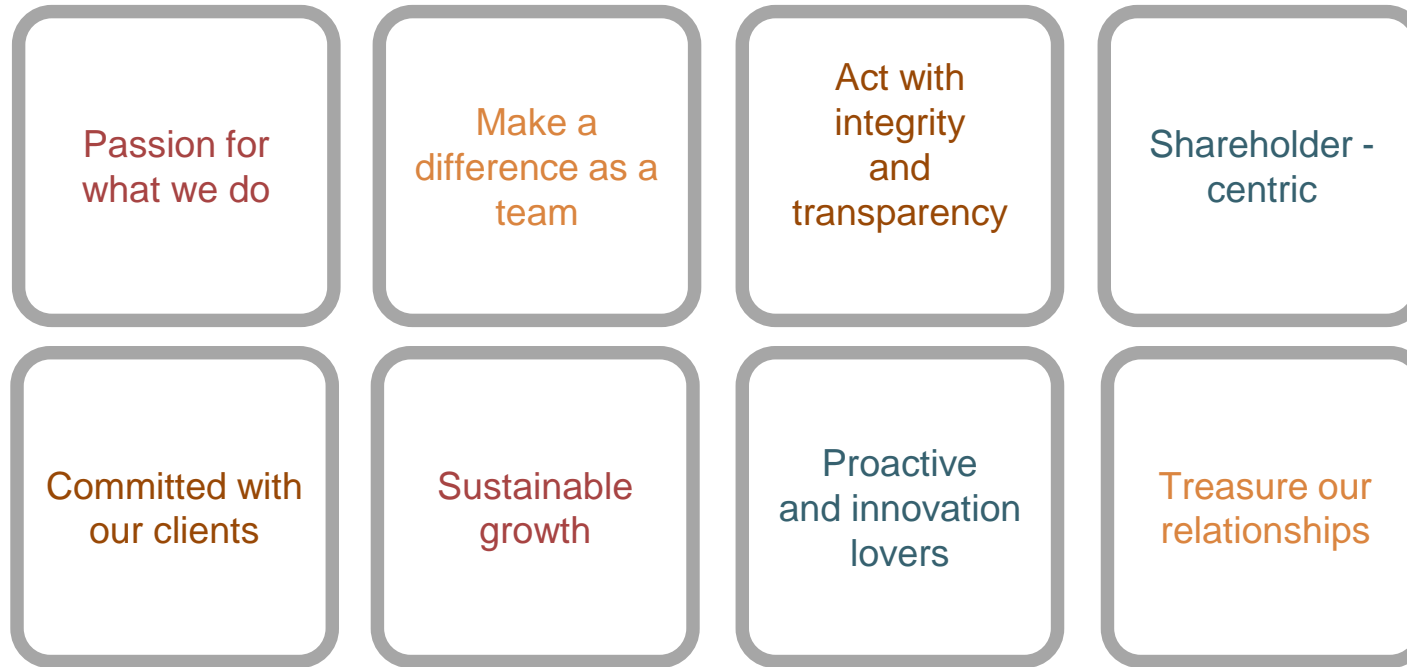 Passion for
what we do
Make a
difference as a
team
Act with
integrity
and
transparency
Shareholder -
centric
Committed with
our clients
Sustainable
growth
Proactive
and innovation
lovers
Treasure our
relationships